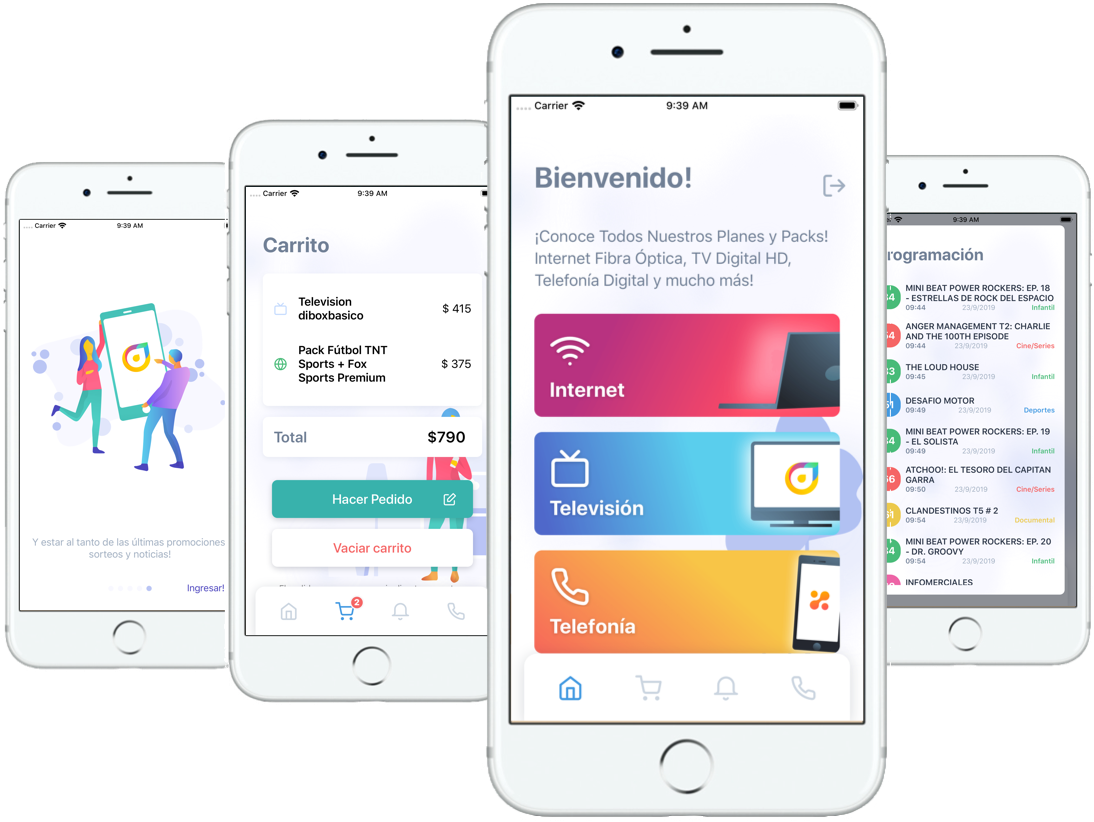 Carrier
9:39 AM
Y estar al tanto de las últimas promociones
sorteos y noticias!
Ingresar!
Carrier
9:39 AM
Carrito
Television
diboxbasico
$ 415
Pack Fútbol TNT
Sports + Fox
Sports Premium
$ 375
Total
$790
Hacer Pedido
Vaciar carrito
2
Carrier
9:39 AM
Bienvenido!
¡Conoce Todos Nuestros Planes y Packs!
Internet Fibra Óptica, TV Digital HD,
Telefonía Digital y mucho más!
Internet
Televisión
Telefonía
9:39 AM
rogramación
MINI BEAT POWER ROCKERS: EP. 18
- ESTRELLAS DE ROCK DEL ESPACIO
09:44
Infantil
ANGER MANAGEMENT T2: CHARLIE
AND THE 100TH EPISODE
09:44 23/9/2019 Cine/Series
THE LOUD HOUSE
09:45 23/9/2019 Infantil
DESAFIO MOTOR
09:49 23/9/2019 Deportes
MINI BEAT POWER ROCKERS: EP. 19
- EL SOLISTA
09:49 23/9/2019 Infantil
ATCHOO!: EL TESORO DEL CAPITAN
GARRA
09:50 23/9/2019 Cine/Series
CLANDESTINOS T5 # 2
09:54 23/9/2019 Documental
MINI BEAT POWER ROCKERS: EP. 20
- DR. GROOVY
09:54 23/9/2019 Infantil
INFOMERCIALES